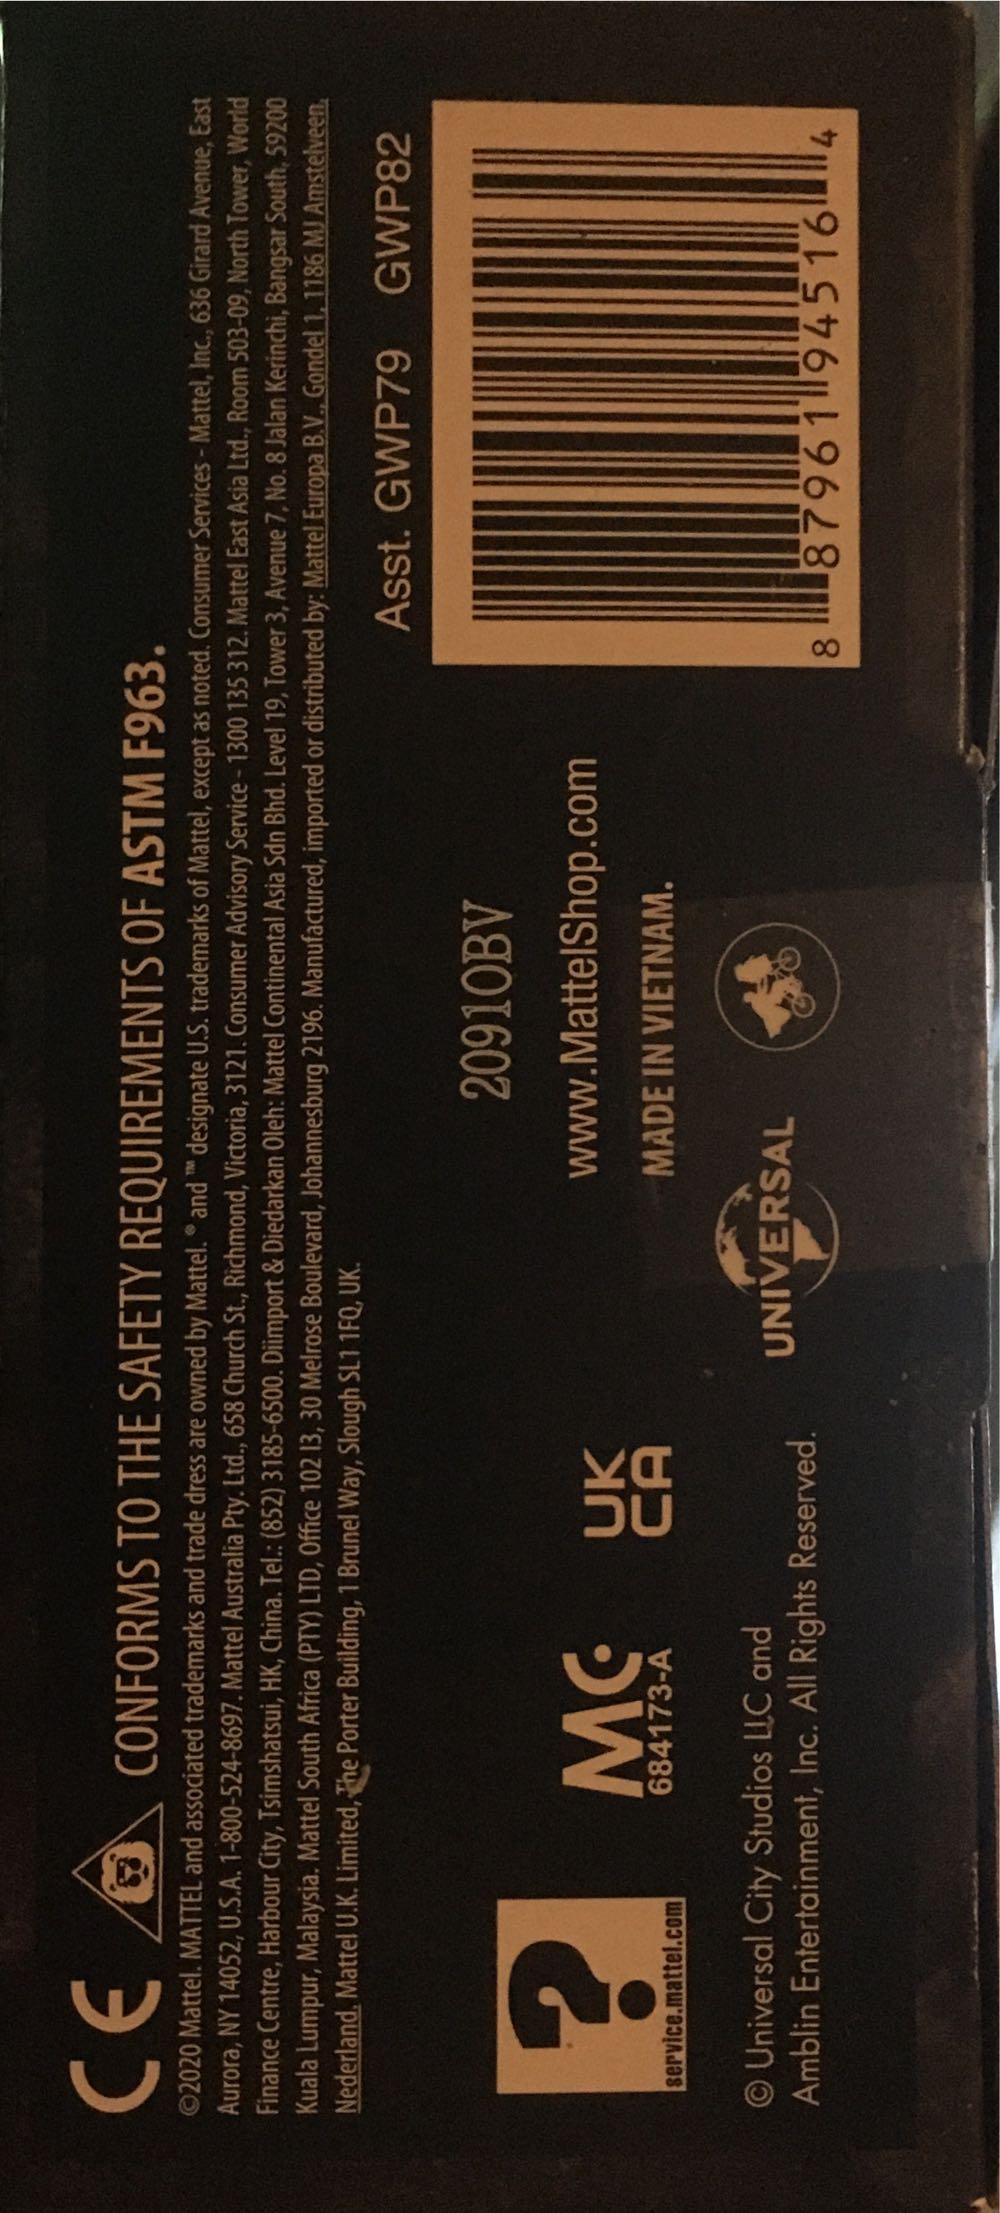 CE CONFORMS TO THE SAFETY REQUIREMENTS OF ASTM F963.
©2020 Mattel. MATTEL and associated trademarks and trade dress are owned by Mattel. ® and ™ designate U.S. trademarks of Mattel, except as noted. Consumer Services - Mattel, Inc., 636 Girard Avenue, East
Aurora, NY 14052, U.S.A. 1-800-524-8697. Mattel Australia Pty. Ltd., 658 Church St., Richmond, Victoria, 3121. Consumer Advisory Service - 1300 135 312. Mattel East Asia Ltd., Room 503-09, North Tower, World
Finance Centre, Harbour City, Tsimshatsui, HK, China. Tel.: (852) 3185-6500. Diimport & Diedarkan Oleh: Mattel Continental Asia Sdn Bhd. Level 19, Tower 3, Avenue 7, No. 8 Jalan Kerinchi, Bangsar South, 59200
Kuala Lumpur, Malaysia. Mattel South Africa (PTY) LTD, Office 102 I3, 30 Melrose Boulevard, Johannesburg 2196. Manufactured, imported or distributed by: Mattel Europa B.V., Gondel 1, 1186 MJ Amstelveen,
Nederland. Mattel U.K. Limited, The Porter Building, 1 Brunel Way, Slough SL1 1FQ, UK.
Asst. GWP79 GWP82
20910BV
8 87961 94516 4
www.MattelShop.com
MADE IN VIETNAM.
?
service.mattel.com
MC
684173-A
UK
CA
UNIVERSAL
© Universal City Studios LLC and
Amblin Entertainment, Inc. All Rights Reserved.